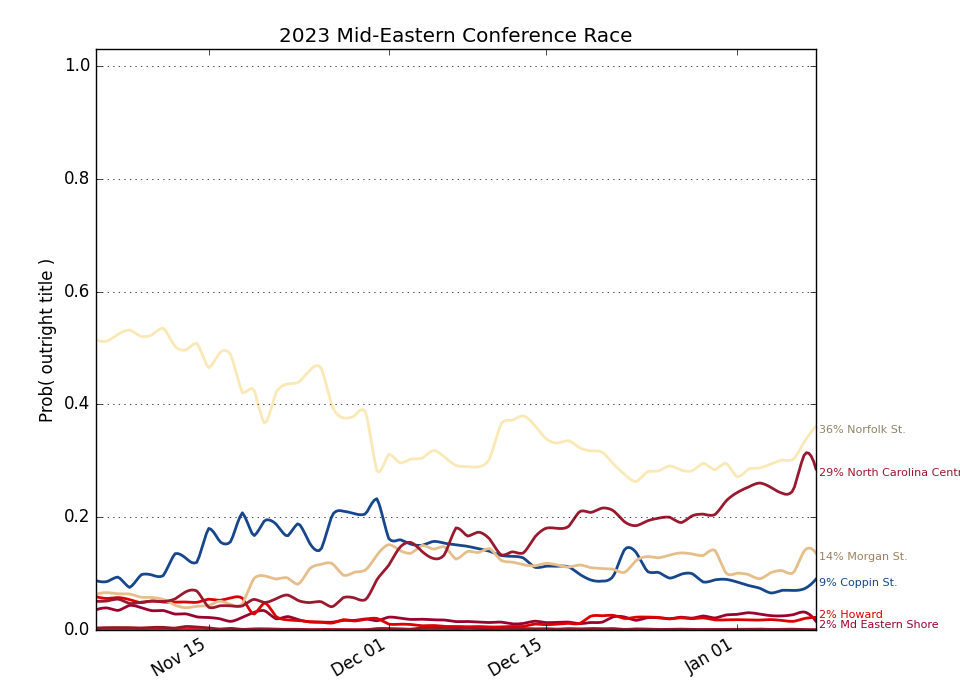 2023 Mid-Eastern Conference Race
1.0
0.8
0.6
0.4
0.2
0.0
Prob( outright title )
Nov 15
Dec 01
Dec 15
Jan 01
36% Norfolk St.
29% North Carolina Centr
14% Morgan St.
9% Coppin St.
2% Howard
2% Md Eastern Shore